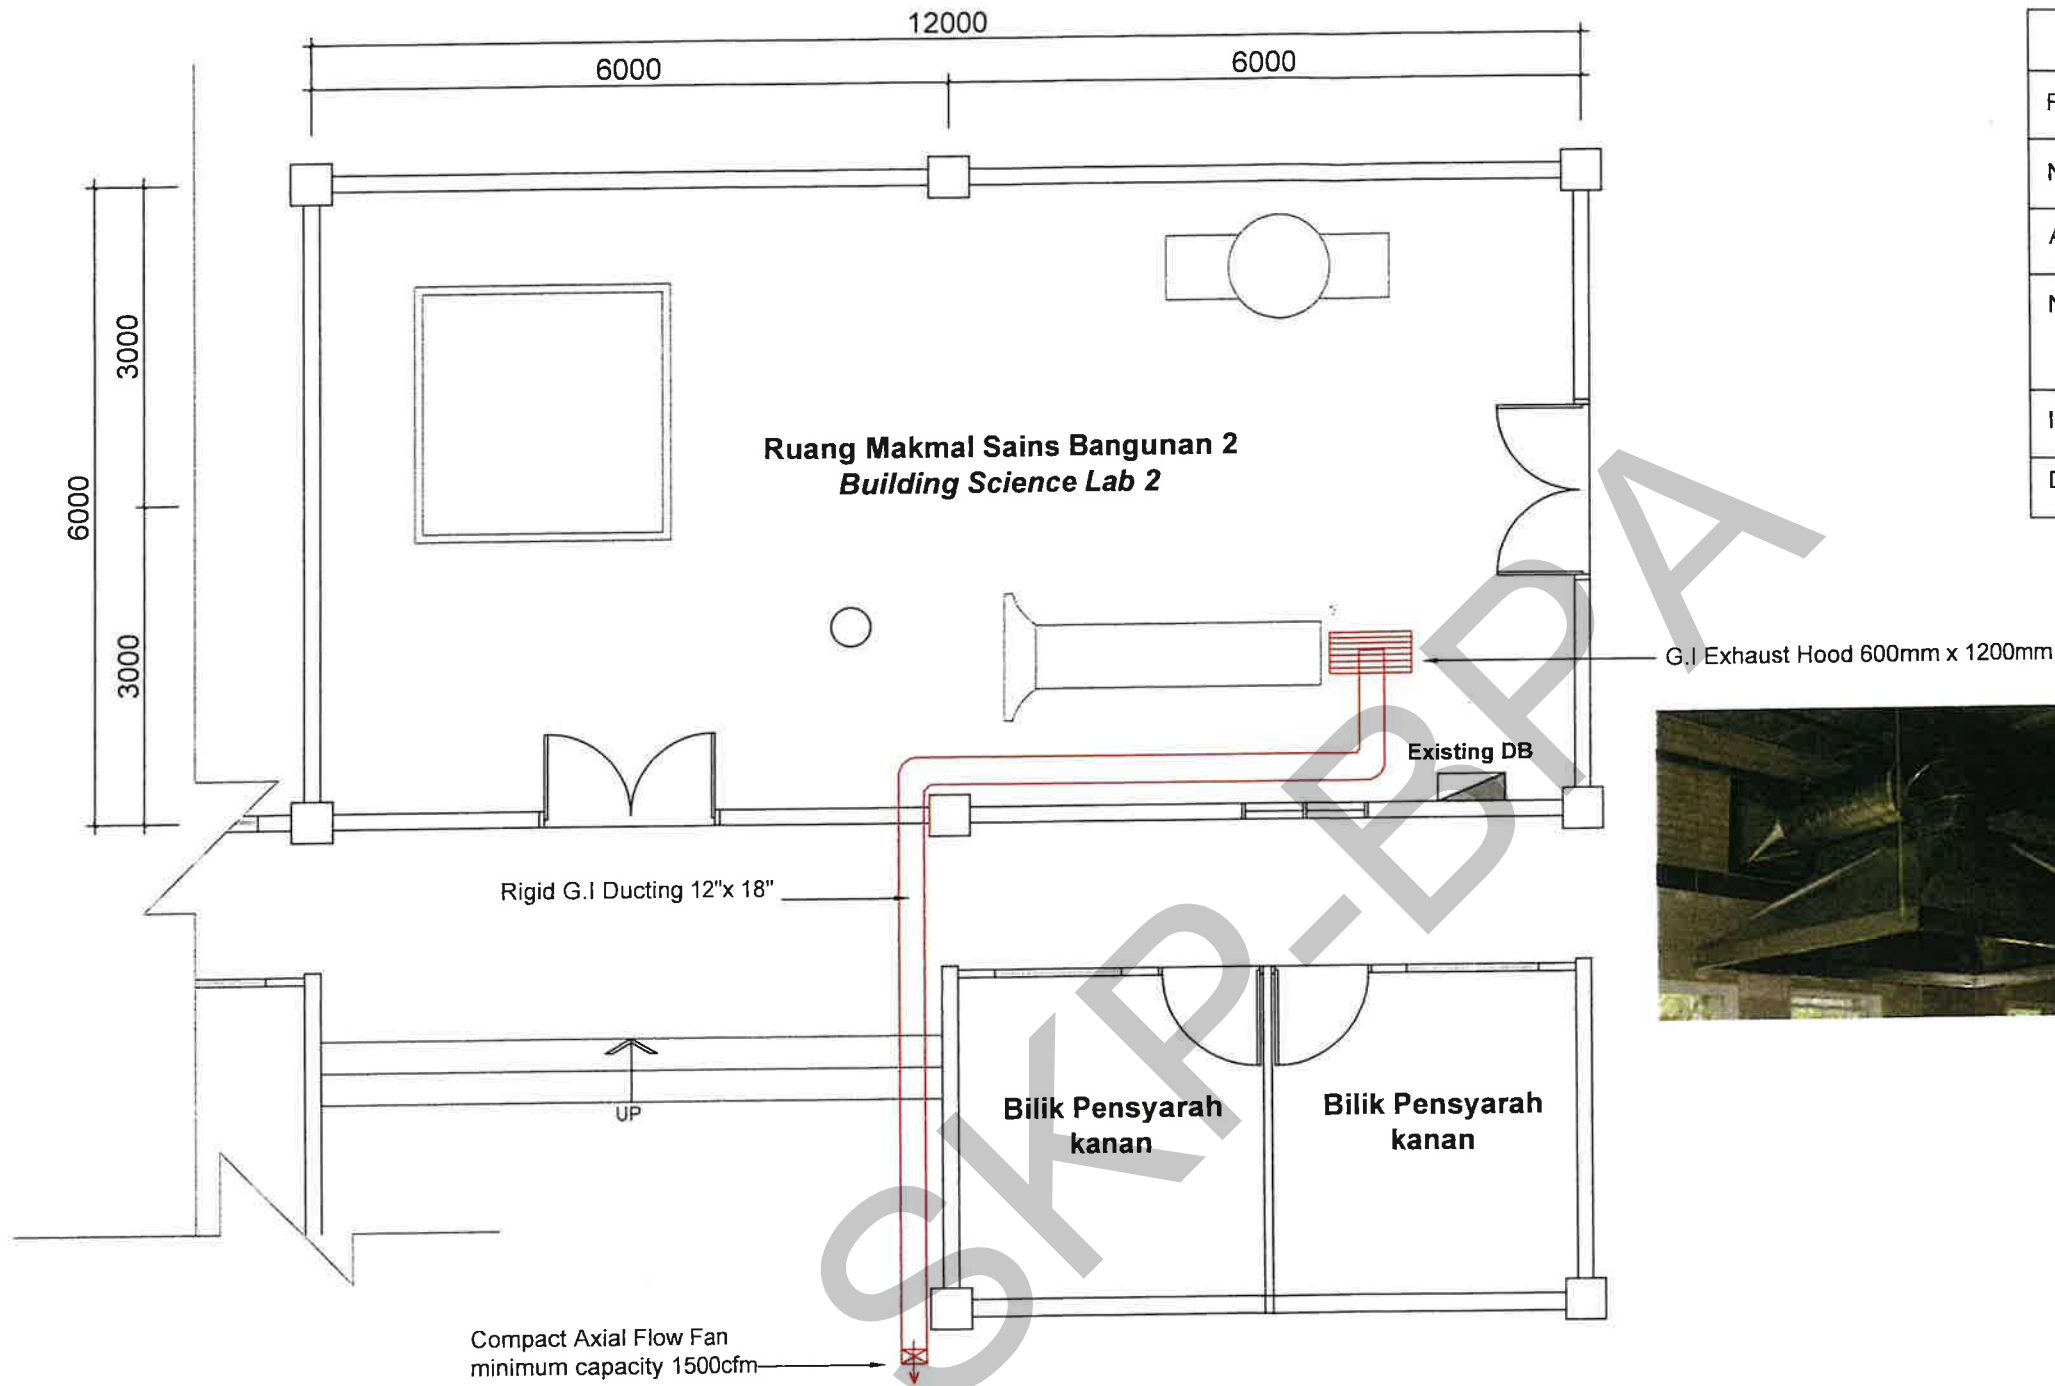 12000
6000
6000
6000
3000
3000
Ruang Makmal Sains Bangunan 2
Building Science Lab 2
G.I Exhaust Hood 600mm x 1200mm
Existing DB
Rigid G.I Ducting 12"x 18"
UP
Bilik Pensyarah
kanan
Bilik Pensyarah
kanan
Compact Axial Flow Fan
minimum capacity 1500cfm
SKP-BPA